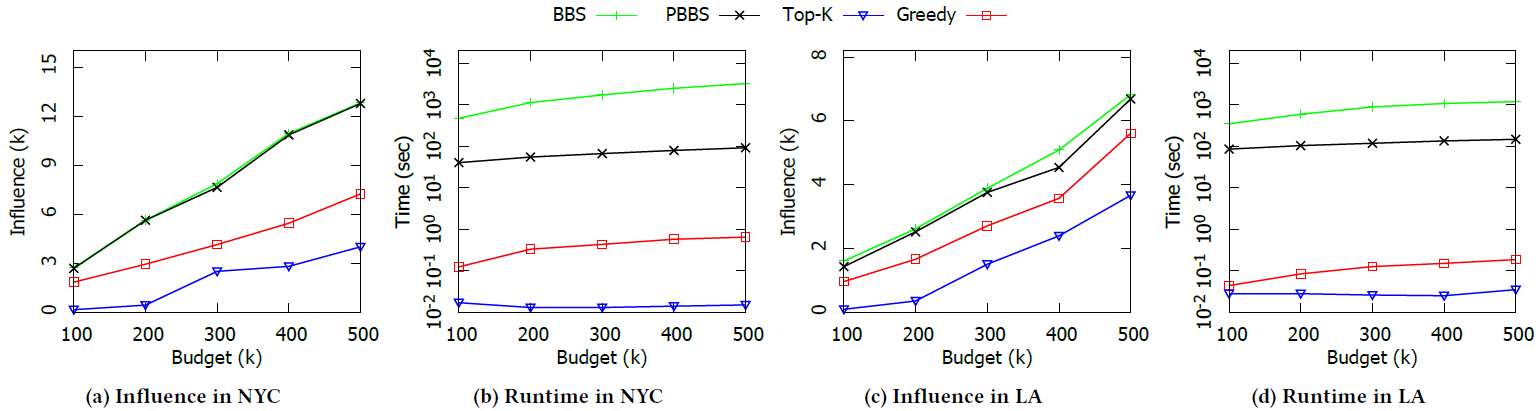 BBS PBBS Top-K Greedy
Influence (k)
15
12
9
6
3
0
100 200 300 400 500
Budget (k)
(a) Influence in NYC
Time (sec)
10^4
10^3
10^2
10^1
10^0
10^-1
10^-2
100 200 300 400 500
Budget (k)
(b) Runtime in NYC
Influence (k)
8
6
4
2
0
100 200 300 400 500
Budget (k)
(c) Influence in LA
Time (sec)
10^4
10^3
10^2
10^1
10^0
10^-1
10^-2
100 200 300 400 500
Budget (k)
(d) Runtime in LA